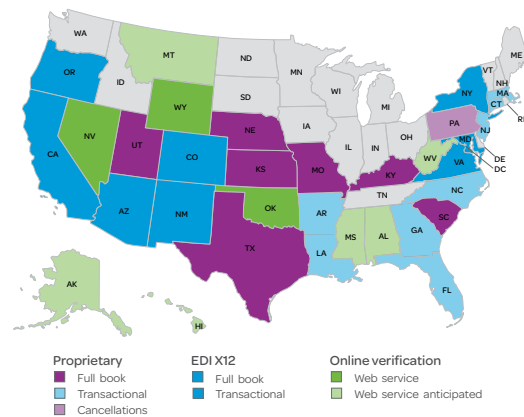 WA
ME
MT
ND
VT
MN
OR
NH
ID
WI
NY
MA
SD
CT
MI
RI
WY
IA
PA
NJ
NE
OH
NV
IL
IN
MD
DE
UT
WV
CO
VA
DC
CA
KS
MO
KY
NC
TN
OK
AZ
NM
AR
SC
MS
AL
GA
TX
LA
AK
FL
HI
Proprietary
Full book
Transactional
Cancellations
EDI X12
Full book
Transactional
Online verification
Web service
Web service anticipated